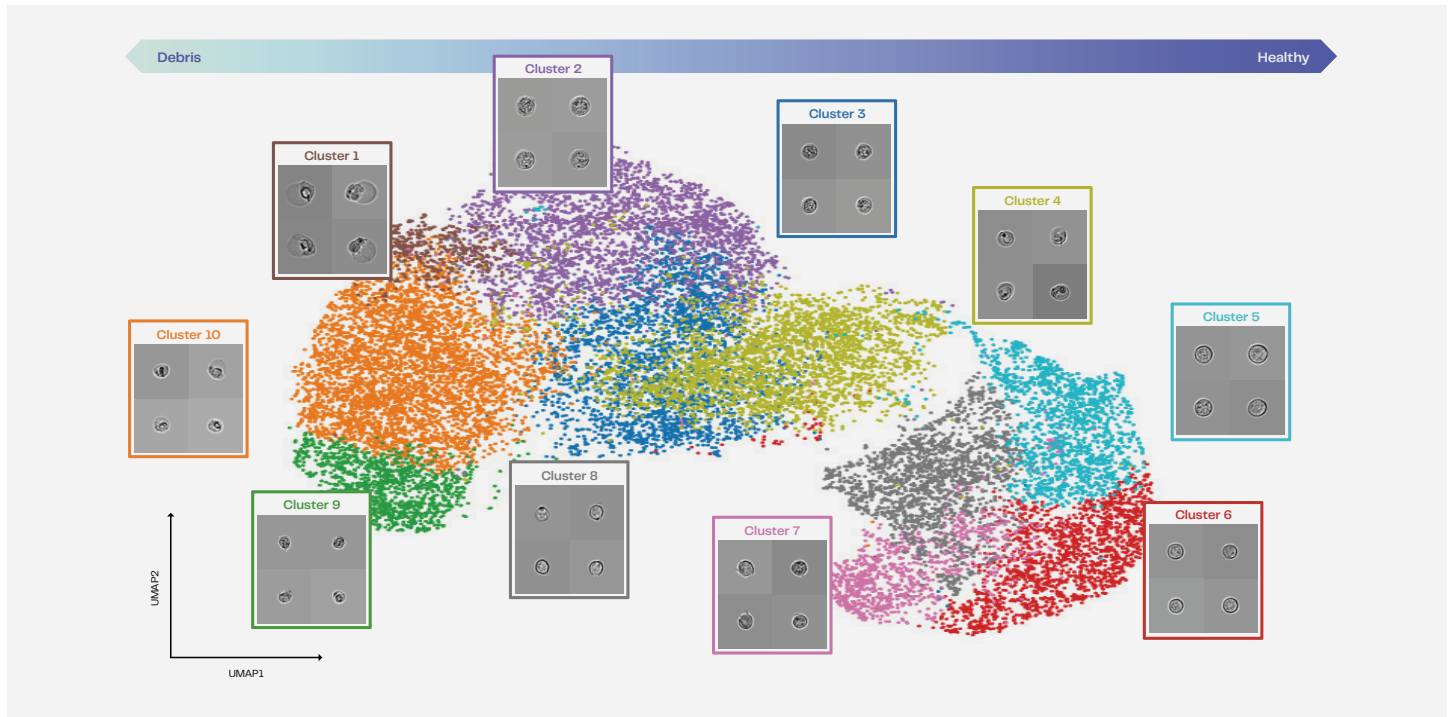 Debris
Healthy
Cluster 2
Cluster 3
Cluster 1
Cluster 4
Cluster 5
Cluster 10
Cluster 8
Cluster 9
Cluster 6
Cluster 7
UMAP2
UMAP1